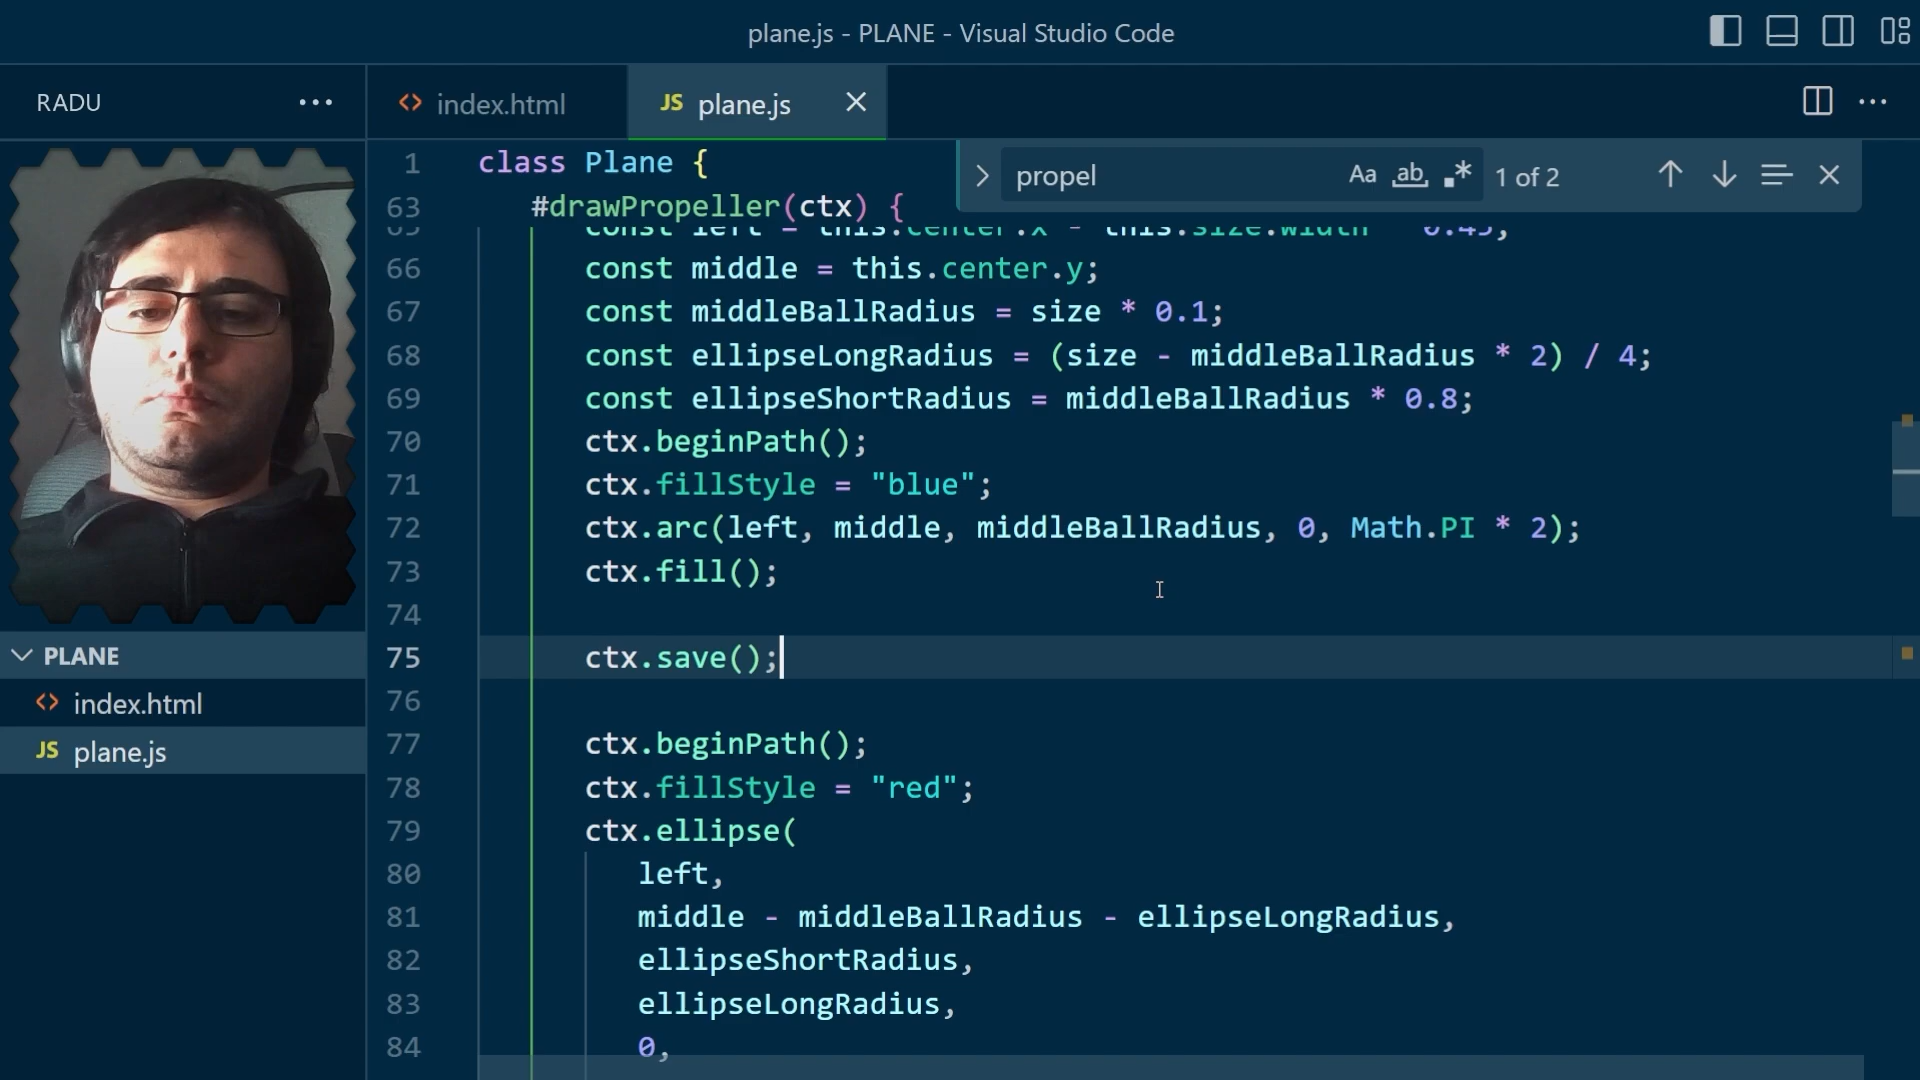 plane.js - PLANE - Visual Studio Code
RADU
index.html
JS plane.js
propel
Aa ab 1 of 2
1 class Plane {
63 #drawPropeller(ctx) {
65 const left = this.center.x - this.size.width * 0.45;
66 const middle = this.center.y;
67 const middleBallRadius = size * 0.1;
68 const ellipseLongRadius = (size - middleBallRadius * 2) / 4;
69 const ellipseShortRadius = middleBallRadius * 0.8;
70 ctx.beginPath();
71 ctx.fillStyle = "blue";
72 ctx.arc(left, middle, middleBallRadius, 0, Math.PI * 2);
73 ctx.fill();
74
75 ctx.save();
76
77 ctx.beginPath();
78 ctx.fillStyle = "red";
79 ctx.ellipse(
80 left,
81 middle - middleBallRadius - ellipseLongRadius,
82 ellipseShortRadius,
83 ellipseLongRadius,
84 0,
PLANE
index.html
JS plane.js